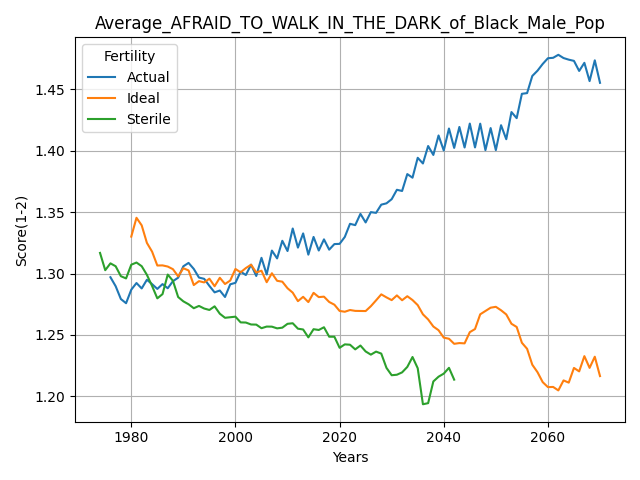 Average_AFRAID_TO_WALK_IN_THE_DARK_of_Black_Male_Pop
Fertility
Actual
Ideal
Sterile
Score(1-2)
1.45
1.40
1.35
1.30
1.25
1.20
1980 2000 2020 2040 2060
Years